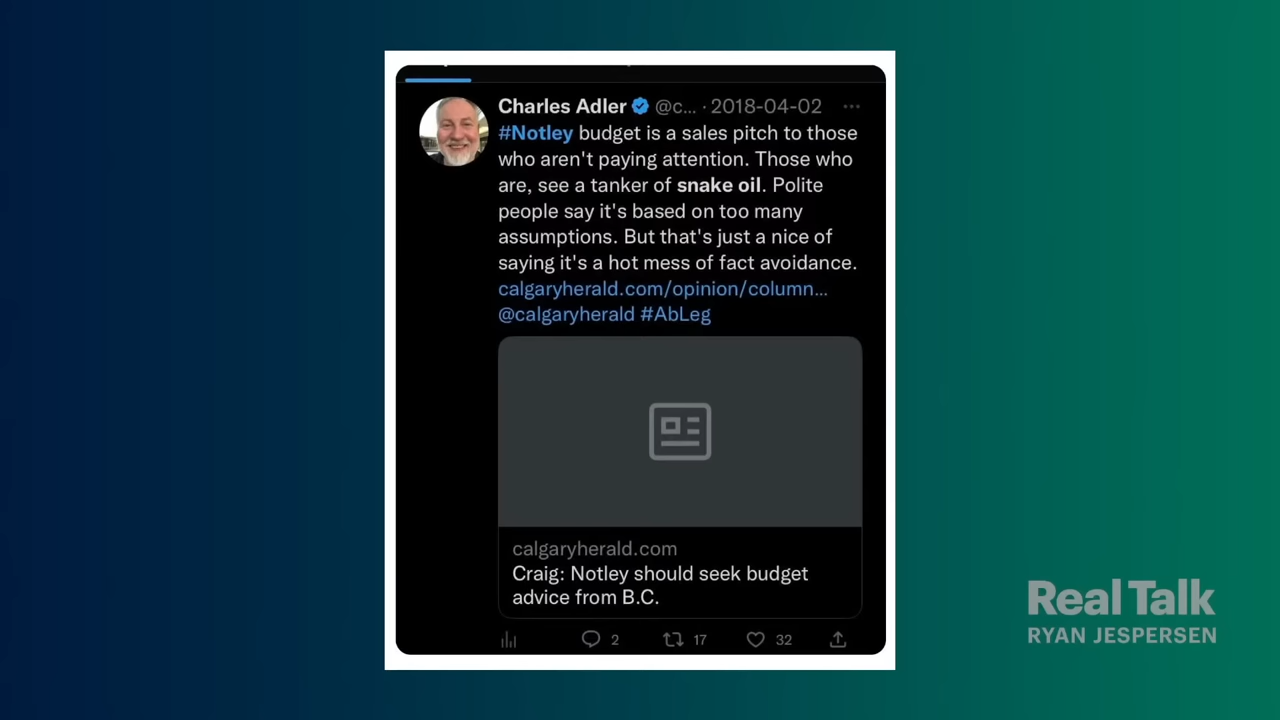 Charles Adler @c... · 2018-04-02 ...
#Notley budget is a sales pitch to those
who aren't paying attention. Those who
are, see a tanker of snake oil. Polite
people say it's based on too many
assumptions. But that's just a nice of
saying it's a hot mess of fact avoidance.
calgaryherald.com/opinion/column...
@calgaryherald #AbLeg
calgaryherald.com
Craig: Notley should seek budget
advice from B.C.
2 17 32
Real Talk
RYAN JESPERSEN